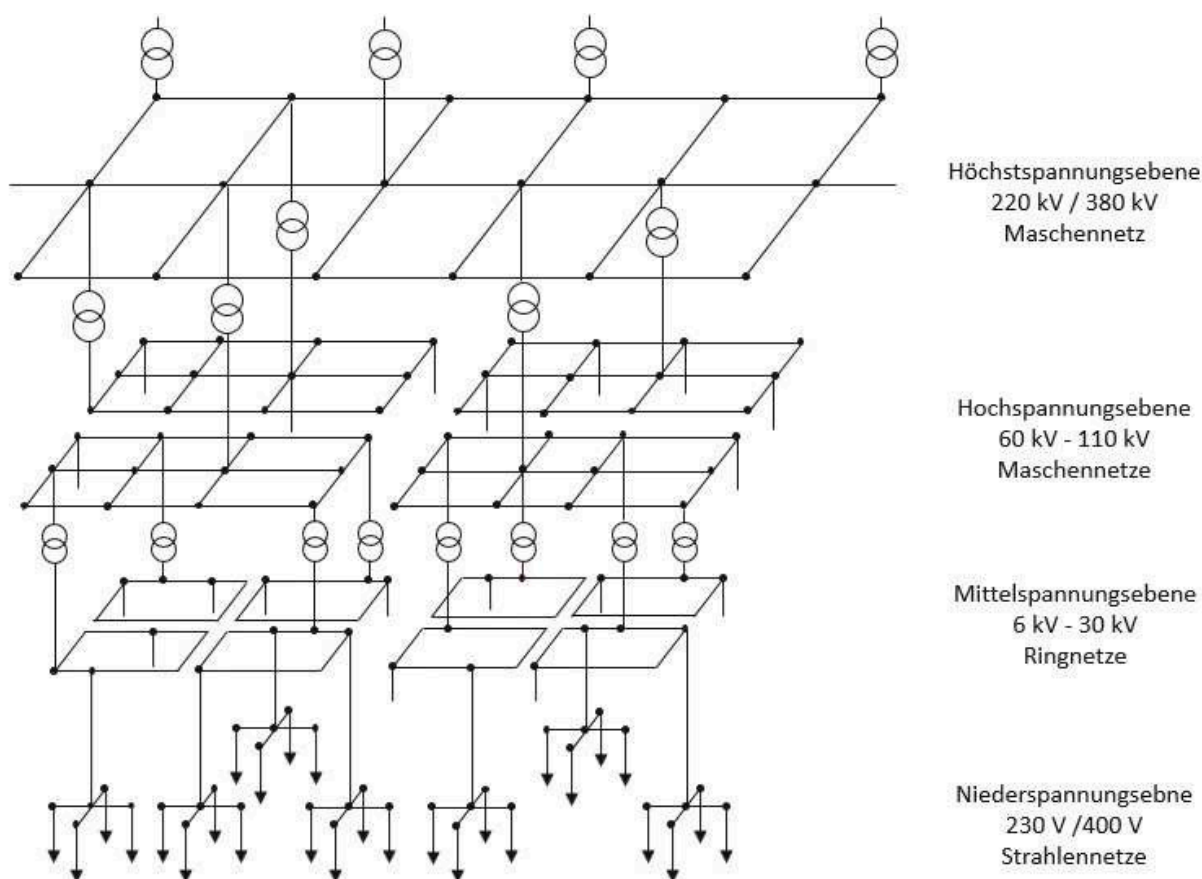 Höchstspannungsebene
220 kV / 380 kV
Maschennetz
Hochspannungsebene
60 kV - 110 kV
Maschennetze
Mittelspannungsebene
6 kV - 30 kV
Ringnetze
Niederspannungsebne
230 V /400 V
Strahlennetze